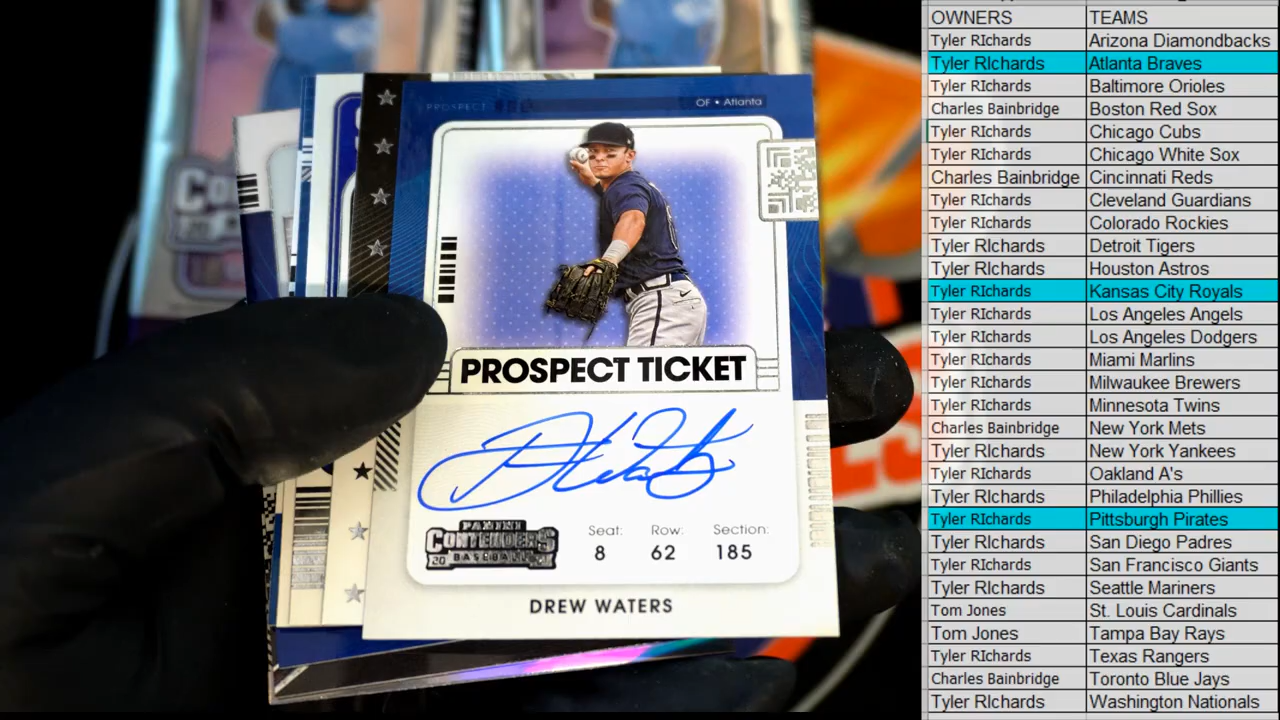 PROSPECT
OF • Atlanta
PROSPECT TICKET
PANINI
CONTENDERS
20 BASEBALL
Seat: Row: Section:
8 62 185
DREW WATERS
OWNERS TEAMS
Tyler RIchards Arizona Diamondbacks
Tyler RIchards Atlanta Braves
Tyler RIchards Baltimore Orioles
Charles Bainbridge Boston Red Sox
Tyler RIchards Chicago Cubs
Tyler RIchards Chicago White Sox
Charles Bainbridge Cincinnati Reds
Tyler RIchards Cleveland Guardians
Tyler RIchards Colorado Rockies
Tyler RIchards Detroit Tigers
Tyler RIchards Houston Astros
Tyler RIchards Kansas City Royals
Tyler RIchards Los Angeles Angels
Tyler RIchards Los Angeles Dodgers
Tyler RIchards Miami Marlins
Tyler RIchards Milwaukee Brewers
Tyler RIchards Minnesota Twins
Charles Bainbridge New York Mets
Tyler RIchards New York Yankees
Tyler RIchards Oakland A's
Tyler RIchards Philadelphia Phillies
Tyler RIchards Pittsburgh Pirates
Tyler RIchards San Diego Padres
Tyler RIchards San Francisco Giants
Tyler RIchards Seattle Mariners
Tom Jones St. Louis Cardinals
Tom Jones Tampa Bay Rays
Tyler RIchards Texas Rangers
Charles Bainbridge Toronto Blue Jays
Tyler RIchards Washington Nationals